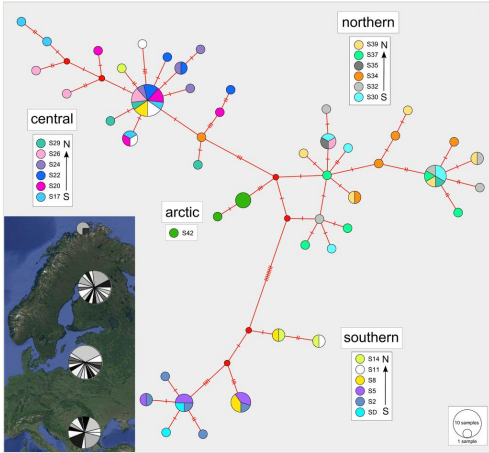 northern
S39 N
S37
S35
S34
S32
S30 S
central
S29 N
S26
S24
S22
S20
S17 S
arctic
S42
southern
S14 N
S11
S8
S5
S2
SD S
10 samples
1 sample